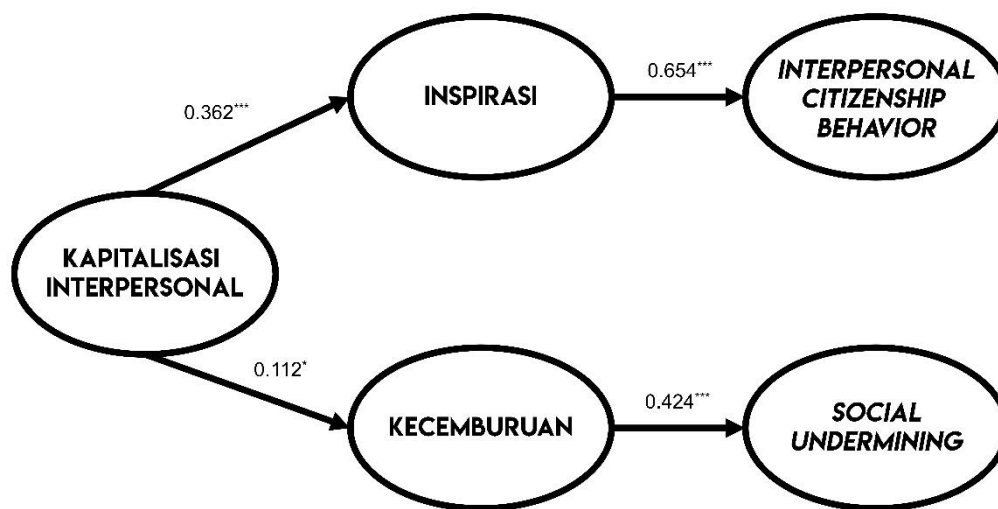 INSPIRASI
0.654***
INTERPERSONAL
CITIZENSHIP
BEHAVIOR
0.362***
KAPITALISASI
INTERPERSONAL
0.112*
KECEMBURUAN
0.424***
SOCIAL
UNDERMINING